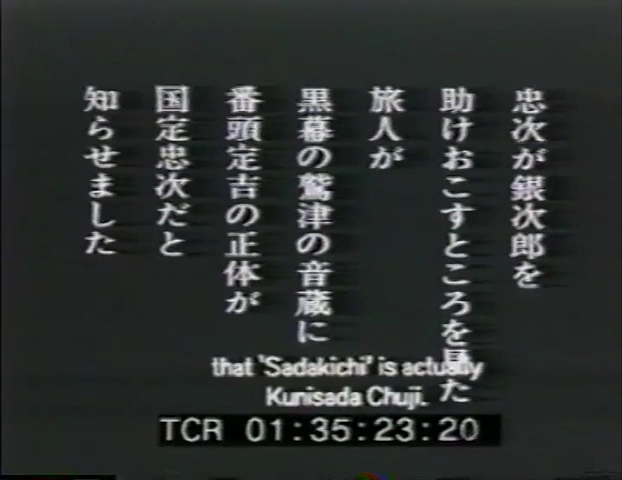 忠次が銀次郎を
助けおこすところを見た
旅人が
黒幕の鷲津の音蔵に
番頭定吉の正体が
国定忠次だと
知らせました
that 'Sadakichi' is actually
Kunisada Chuji.
TCR 01:35:23:20